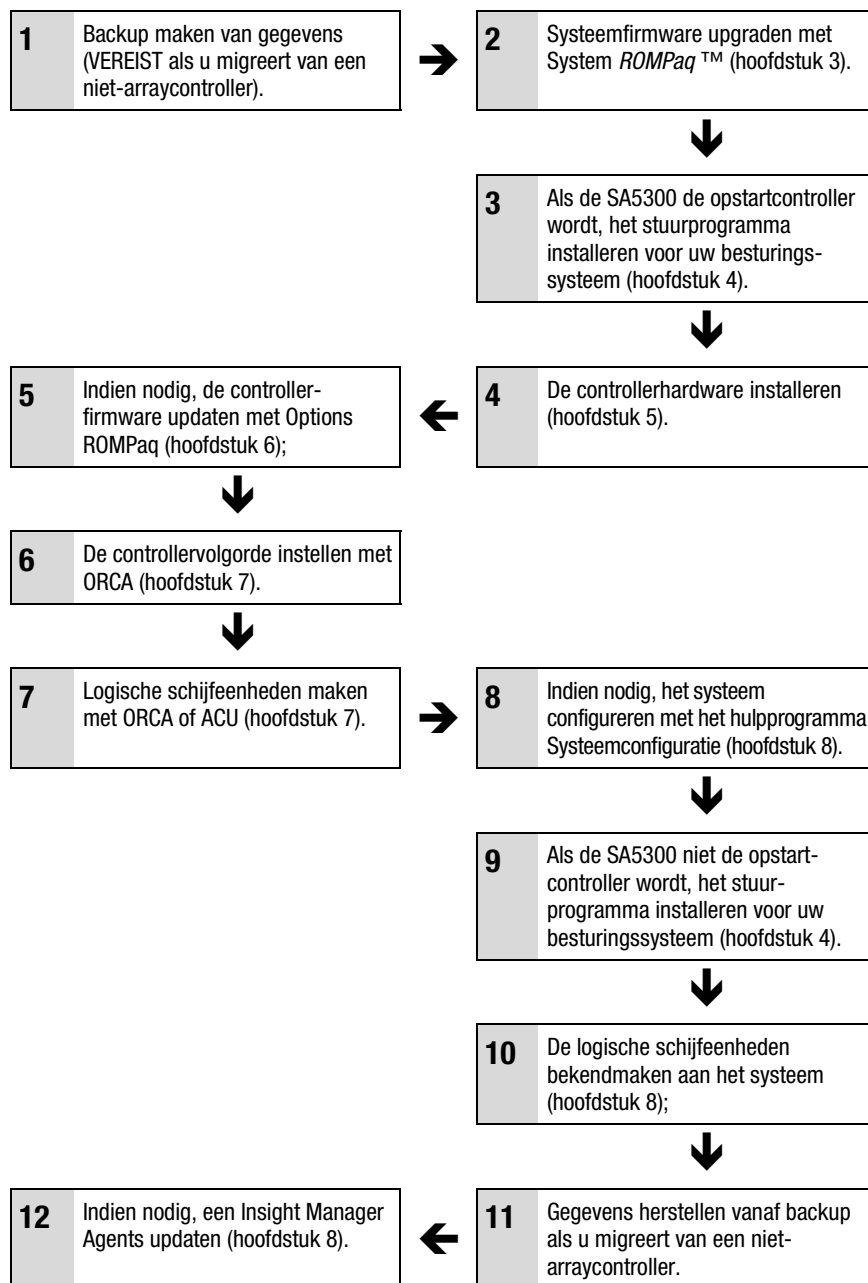 1
Backup maken van gegevens
(VEREIST als u migreert van een
niet-arraycontroller).
2
Systeemfirmware upgraden met
System ROMPaq ™ (hoofdstuk 3).
3
Als de SA5300 de opstartcontroller
wordt, het stuurprogramma
installeren voor uw besturings-
systeem (hoofdstuk 4).
4
De controllerhardware installeren
(hoofdstuk 5).
5
Indien nodig, de controller-
firmware updaten met Options
ROMPaq (hoofdstuk 6);
6
De controllervolgorde instellen met
ORCA (hoofdstuk 7).
7
Logische schijfeenheden maken
met ORCA of ACU (hoofdstuk 7).
8
Indien nodig, het systeem
configureren met het hulpprogramma
Systeemconfiguratie (hoofdstuk 8).
9
Als de SA5300 niet de opstart-
controller wordt, het stuur-
programma installeren voor uw
besturingssysteem (hoofdstuk 4).
10
De logische schijfeenheden
bekendmaken aan het systeem
(hoofdstuk 8);
11
Gegevens herstellen vanaf backup
als u migreert van een niet-
arraycontroller.
12
Indien nodig, een Insight Manager
Agents updaten (hoofdstuk 8).